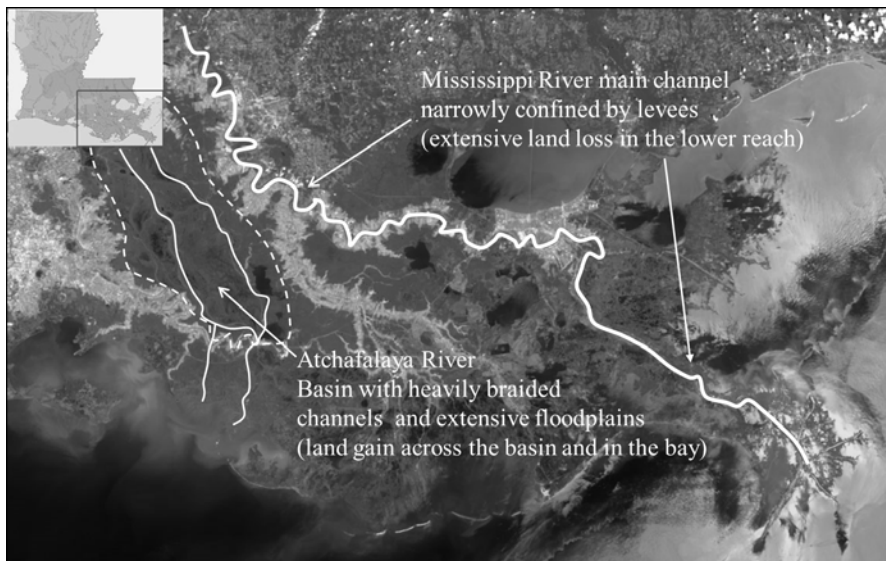 Mississippi River main channel
narrowly confined by levees
(extensive land loss in the lower reach)
Atchafalaya River
Basin with heavily braided
channels and extensive floodplains
(land gain across the basin and in the bay)